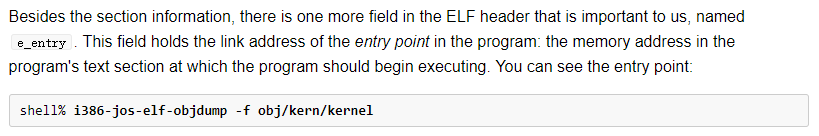 Besides the section information, there is one more field in the ELF header that is important to us, named
e_entry . This field holds the link address of the entry point in the program: the memory address in the
program's text section at which the program should begin executing. You can see the entry point:
shell% i386-jos-elf-objdump -f obj/kern/kernel